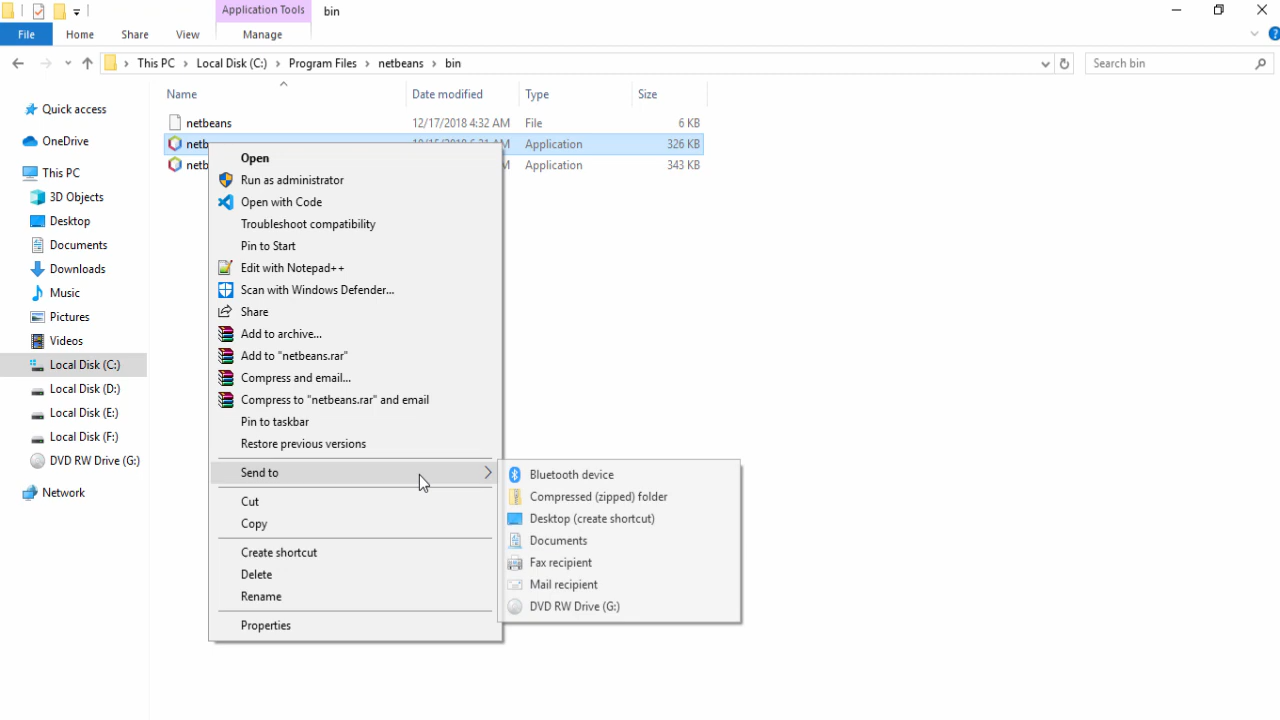 Application Tools bin
File Home Share View Manage
This PC Local Disk (C:) Program Files netbeans bin Search bin
Name Date modified Type Size
Quick access
OneDrive
This PC
3D Objects
Desktop
Documents
Downloads
Music
Pictures
Videos
Local Disk (C:)
Local Disk (D:)
Local Disk (E:)
Local Disk (F:)
DVD RW Drive (G:)
Network
netbeans 12/17/2018 4:32 AM File 6 KB
netb AM Application 326 KB
netb Application 343 KB
Open
Run as administrator
Open with Code
Troubleshoot compatibility
Pin to Start
Edit with Notepad++
Scan with Windows Defender...
Share
Add to archive...
Add to "netbeans.rar"
Compress and email...
Compress to "netbeans.rar" and email
Pin to taskbar
Restore previous versions
Send to
Cut
Copy
Create shortcut
Delete
Rename
Properties
Bluetooth device
Compressed (zipped) folder
Desktop (create shortcut)
Documents
Fax recipient
Mail recipient
DVD RW Drive (G:)